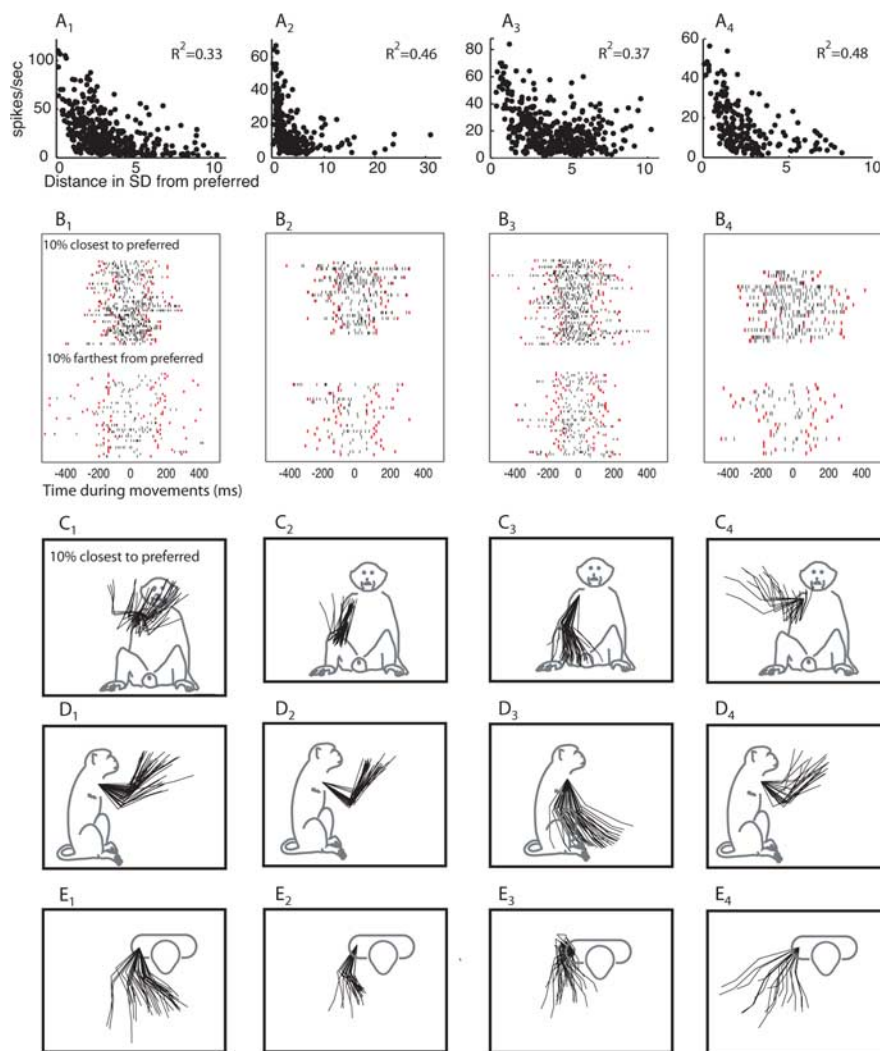 A1 A2 A3 A4
R2=0.33 R2=0.46 R2=0.37 R2=0.48
spikes/sec
100 50 0
60 40 20 0
80 60 40 20 0
60 40 20 0
0 5 10 0 10 20 30 0 5 10 0 5 10
Distance in SD from preferred
B1 B2 B3 B4
10% closest to preferred
10% farthest from preferred
-400 -200 0 200 400 -400 -200 0 200 400 -400 -200 0 200 400 -400 -200 0 200 400
Time during movements (ms)
C1 C2 C3 C4
10% closest to preferred
D1 D2 D3 D4
E1 E2 E3 E4